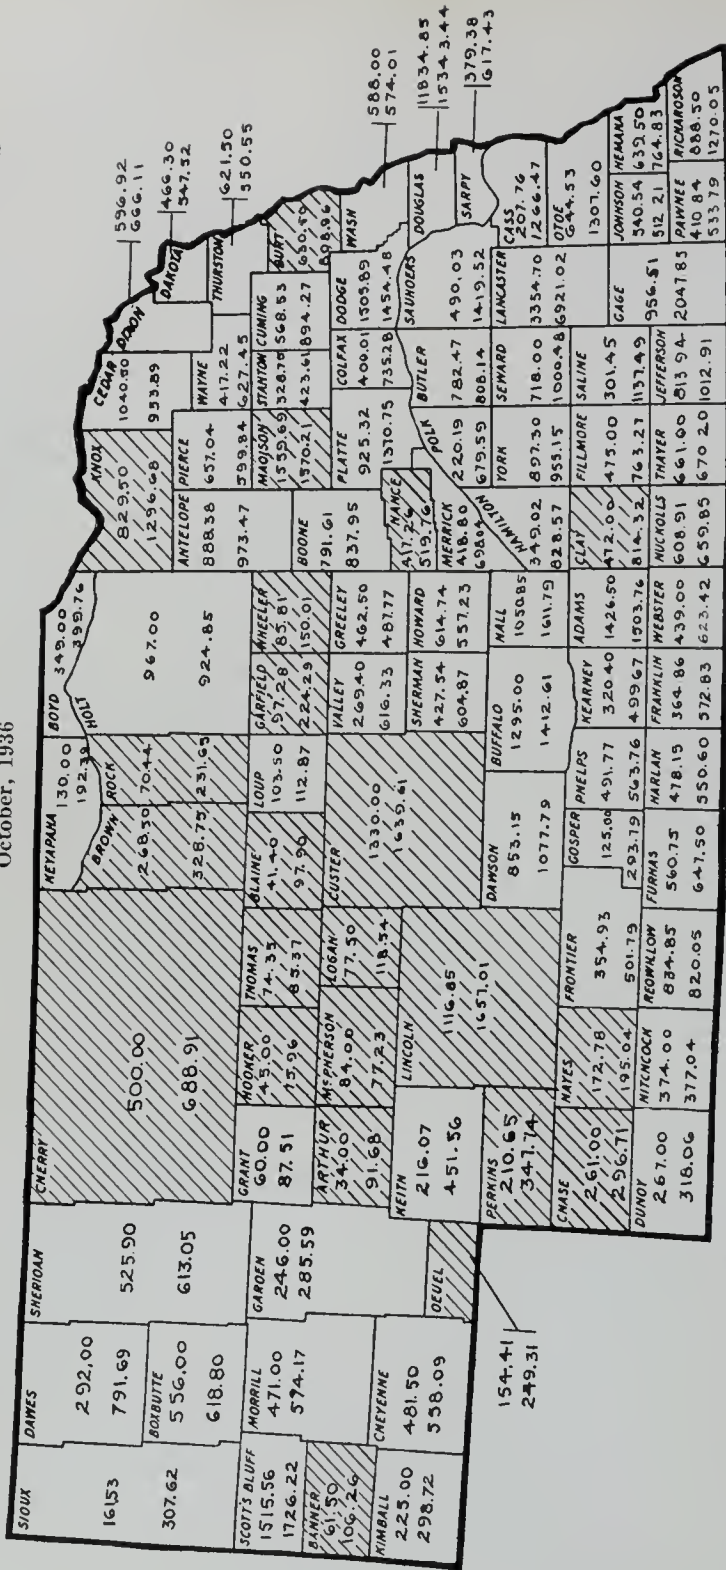 October, 1936
SIOUX
161.53
307.62
DAWES
292.00
791.69
BOXBUTTE
556.00
618.80
SHERIDAN
525.90
613.05
CHERRY
500.00
688.91
KEYAPAHA
130.00
192.39
BROWN
268.50
328.75
ROCK
70.44
231.65
BOYD
349.00
399.76
HOLT
967.00
924.85
KNOX
829.50
1296.68
CEDAR
1040.50
953.89
DIXON
596.92
666.11
DAKOTA
466.30
547.52
THURSTON
621.50
550.55
ANTELOPE
888.38
973.47
PIERCE
657.04
599.84
WAYNE
417.22
627.45
SCOTT'S BLUFF
1515.56
1726.22
BANNER
61.50
106.26
KIMBALL
225.00
298.72
MORRILL
471.00
574.17
CHEYENNE
481.50
558.09
GARDEN
246.00
285.59
DEUEL
154.41
249.31
GRANT
60.00
87.51
HOOKER
45.00
75.96
THOMAS
74.35
85.37
BLAINE
41.40
97.90
LOUP
103.50
112.87
GARFIELD
97.28
224.29
WHEELER
85.81
150.01
BOONE
791.61
837.95
MADISON
1559.69
1570.21
STANTON
328.75
423.61
CUMING
568.53
894.27
BURT
WASH
588.00
574.01
ARTHUR
34.00
91.68
McPHERSON
84.00
77.23
LOGAN
77.50
118.54
CUSTER
1330.00
1639.61
VALLEY
269.40
616.33
GREELEY
462.50
487.77
NANCE
417.26
519.76
PLATTE
925.32
1370.75
COLFAX
400.01
735.28
DODGE
1505.89
1454.48
DOUGLAS
11834.85
15343.44
SARPY
379.38
617.43
SHERMAN
427.54
604.87
HOWARD
614.74
557.23
MERRICK
418.80
698.04
POLK
220.19
679.59
BUTLER
782.47
808.14
SAUNDERS
490.03
1419.52
KEITH
216.07
451.56
LINCOLN
1116.85
1657.01
DAWSON
853.15
1077.79
BUFFALO
1295.00
1412.61
HALL
1050.85
1611.79
HAMILTON
349.02
828.57
YORK
897.30
955.15
SEWARD
718.00
1000.48
LANCASTER
3354.70
6921.02
CASS
207.76
1266.47
OTOE
644.53
1307.60
PERKINS
210.65
347.74
CHASE
261.00
296.71
HAYES
172.78
195.04
FRONTIER
354.93
501.79
GOSPER
125.00
293.79
PHELPS
491.77
563.76
KEARNEY
320.40
499.67
ADAMS
1426.50
1503.76
CLAY
472.00
814.32
FILLMORE
475.00
763.27
SALINE
301.45
1137.49
GAGE
956.51
2047.85
JOHNSON
540.54
512.21
NEMAHA
639.50
764.83
DUNDY
267.00
318.06
HITCHCOCK
374.00
377.04
REDWILLOW
834.85
820.05
FURNAS
560.75
647.50
HARLAN
478.15
550.60
FRANKLIN
364.86
572.83
WEBSTER
439.00
623.42
NUCKOLLS
608.91
659.85
THAYER
661.00
670.20
JEFFERSON
813.94
1012.91
PAWNEE
410.84
533.79
RICHARDSON
888.50
1270.05